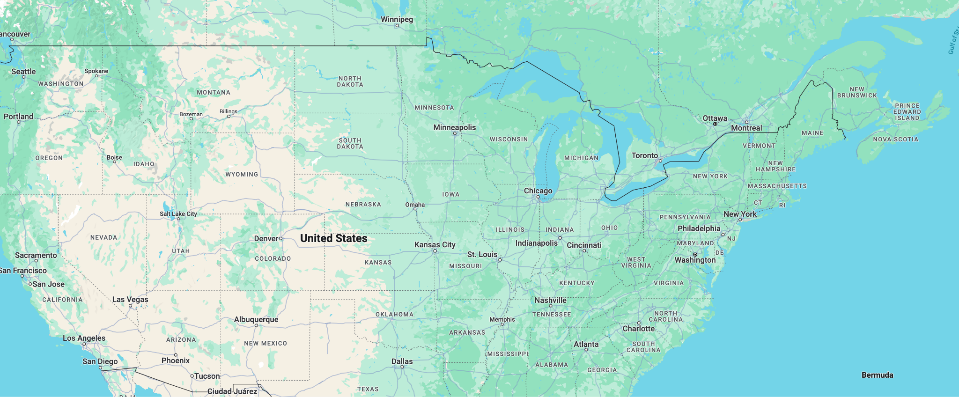 Winnipeg
ancouver
Seattle
Spokane
WASHINGTON
MONTANA
NORTH
DAKOTA
Portland
Bozeman
Billings
MINNESOTA
Minneapolis
WISCONSIN
MICHIGAN
Ottawa
Montreal
Toronto
NEW
BRUNSWICK
PRINCE
EDWARD
ISLAND
NOVA SCOTIA
MAINE
VERMONT
NEW
HAMPSHIRE
MASSACHUSETTS
CT
RI
NEW YORK
OREGON
Boise
IDAHO
SOUTH
DAKOTA
WYOMING
IOWA
Chicago
NEBRASKA
Omaha
Salt Lake City
NEVADA
UTAH
Denver
COLORADO
United States
KANSAS
Kansas City
MISSOURI
St. Louis
ILLINOIS
INDIANA
Indianapolis
OHIO
Cincinnati
PENNSYLVANIA
New York
Philadelphia
NJ
MARYLAND
DE
Washington
WEST
VIRGINIA
VIRGINIA
KENTUCKY
Sacramento
San Francisco
San Jose
CALIFORNIA
Las Vegas
Los Angeles
San Diego
ARIZONA
Phoenix
Tucson
Albuquerque
NEW MEXICO
Ciudad Juárez
OKLAHOMA
Dallas
TEXAS
ARKANSAS
Memphis
Nashville
TENNESSEE
MISSISSIPPI
ALABAMA
Atlanta
GEORGIA
Charlotte
NORTH
CAROLINA
SOUTH
CAROLINA
Bermuda